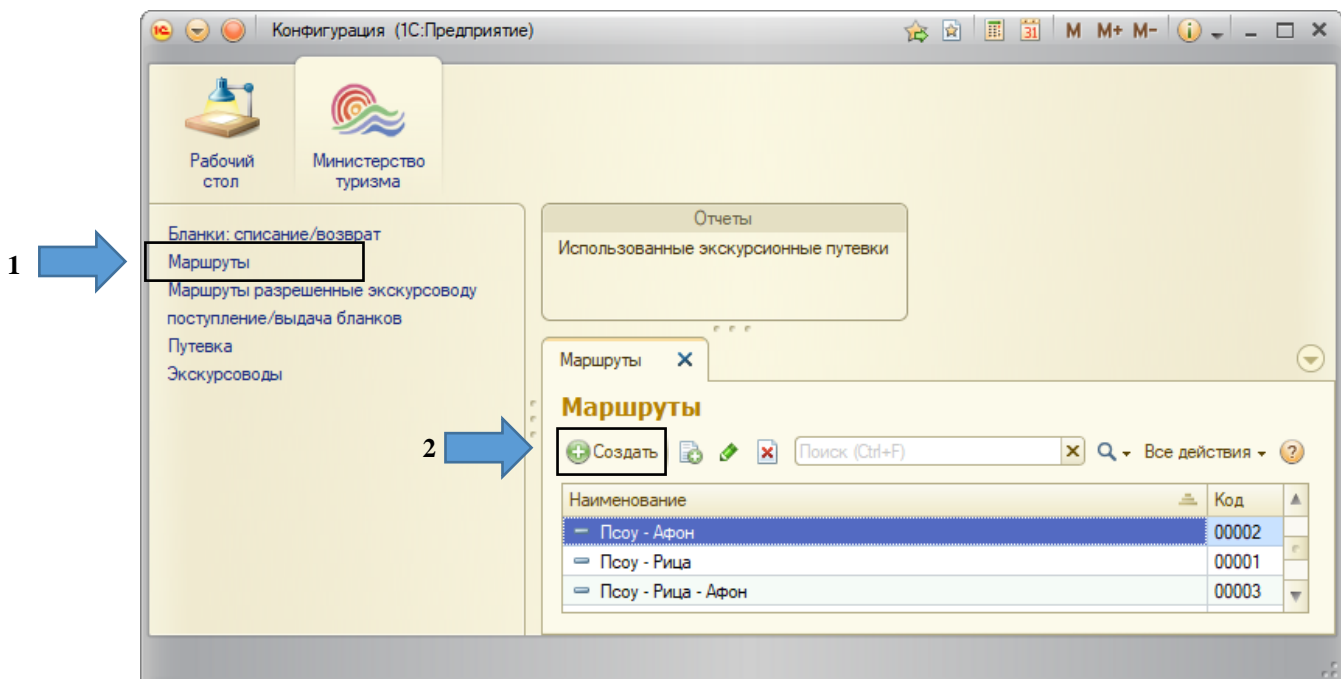 Конфигурация (1С:Предприятие)
31 M M+ M-
Рабочий стол
Министерство туризма
1
Бланки: списание/возврат
Маршруты
Маршруты разрешенные экскурсоводу
поступление/выдача бланков
Путевка
Экскурсоводы
Отчеты
Использованные экскурсионные путевки
Маршруты
Маршруты
2
Создать Поиск (Ctrl+F) Все действия ?
Наименование Код
Псоу - Афон 00002
Псоу - Рица 00001
Псоу - Рица - Афон 00003